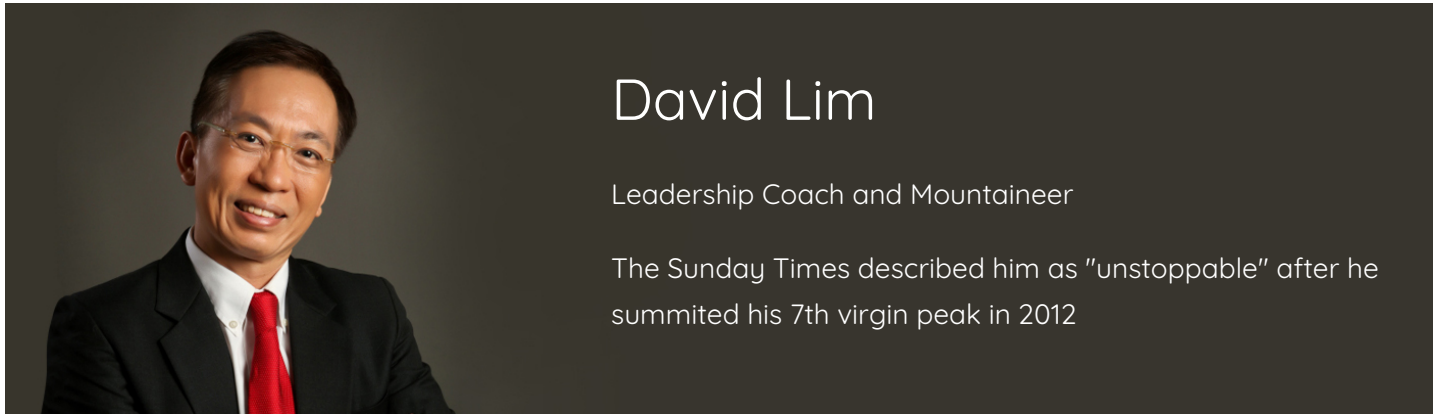 David Lim
Leadership Coach and Mountaineer
The Sunday Times described him as "unstoppable" after he
summited his 7th virgin peak in 2012